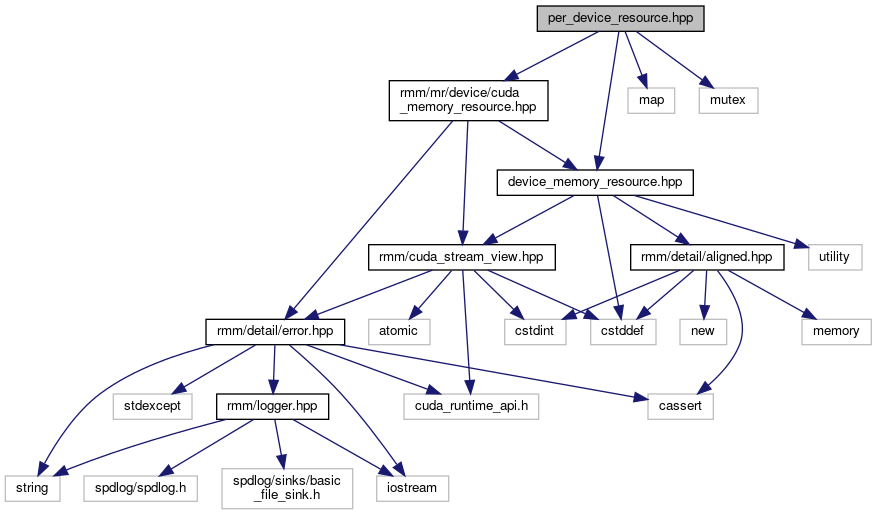 per_device_resource.hpp
rmm/mr/device/cuda
_memory_resource.hpp
map
mutex
device_memory_resource.hpp
rmm/cuda_stream_view.hpp
rmm/detail/aligned.hpp
utility
rmm/detail/error.hpp
atomic
cstdint
cstddef
new
memory
stdexcept
rmm/logger.hpp
cuda_runtime_api.h
cassert
string
spdlog/spdlog.h
spdlog/sinks/basic
_file_sink.h
iostream